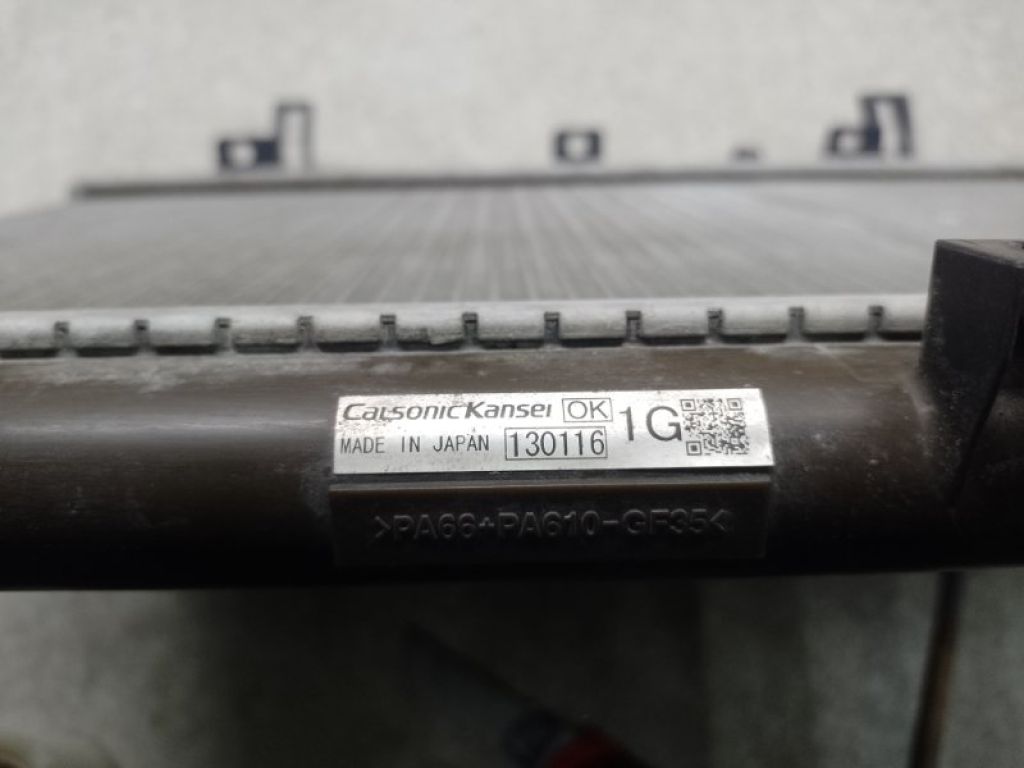 CalsonicKansei OK 1G
MADE IN JAPAN 130116
>PA66+PA610-GF35<